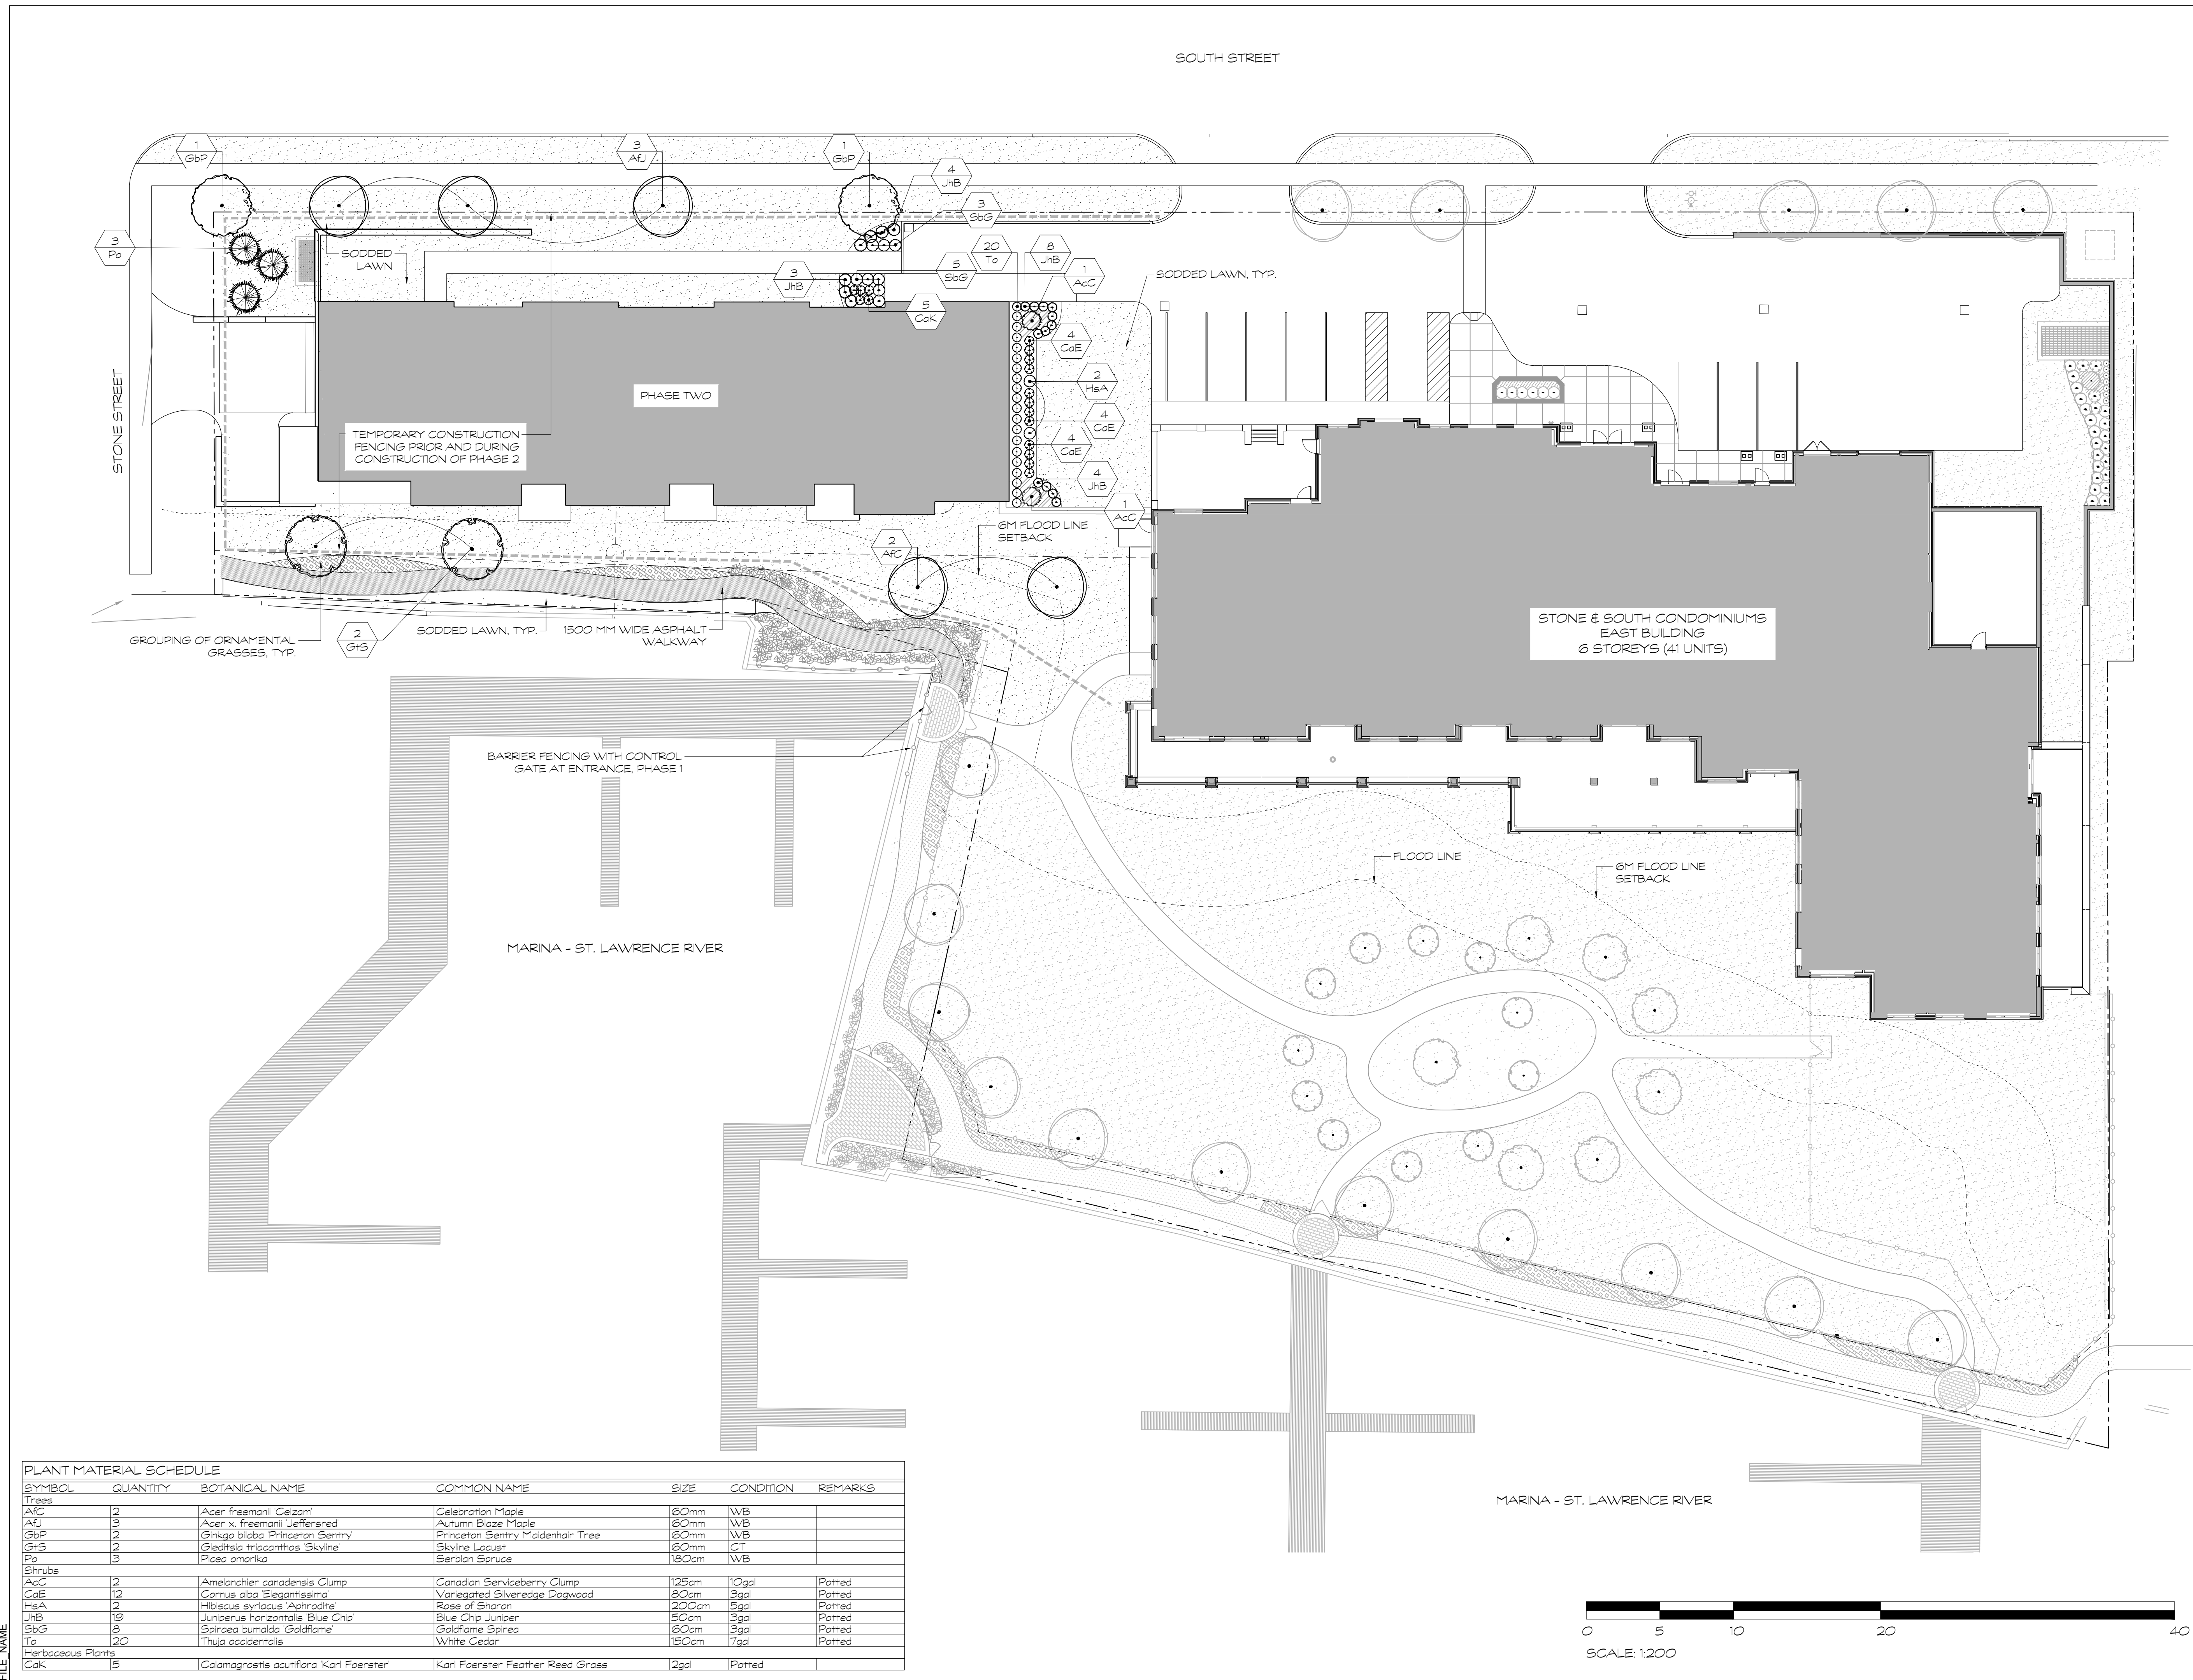 SOUTH STREET
1
GbP
3
AfJ
1
GbP
4
JhB
3
SbG
3
Po
SODDED
LAWN
20
To
8
JhB
5
SbG
3
JhB
1
AcC
SODDED LAWN, TYP.
5
CaK
4
CaE
STONE STREET
PHASE TWO
2
HsA
4
CaE
TEMPORARY CONSTRUCTION
FENCING PRIOR AND DURING
CONSTRUCTION OF PHASE 2
4
CaE
4
JhB
1
AcC
6M FLOOD LINE
SETBACK
2
AfC
STONE & SOUTH CONDOMINIUMS
EAST BUILDING
6 STOREYS (41 UNITS)
GROUPING OF ORNAMENTAL
GRASSES, TYP.
2
GtS
SODDED LAWN, TYP.
1500 MM WIDE ASPHALT
WALKWAY
BARRIER FENCING WITH CONTROL
GATE AT ENTRANCE, PHASE 1
FLOOD LINE
6M FLOOD LINE
SETBACK
MARINA - ST. LAWRENCE RIVER
PLANT MATERIAL SCHEDULE
SYMBOL QUANTITY BOTANICAL NAME COMMON NAME SIZE CONDITION REMARKS
Trees
AfC 2 Acer freemanii 'Celzam' Celebration Maple 60mm WB
AfJ 3 Acer x. freemanii 'Jeffersred' Autumn Blaze Maple 60mm WB
GbP 2 Ginkgo biloba 'Princeton Sentry' Princeton Sentry Maidenhair Tree 60mm WB
GtS 2 Gleditsia triacanthos 'Skyline' Skyline Locust 60mm CT
Po 3 Picea omorika Serbian Spruce 180cm WB
Shrubs
AcC 2 Amelanchier canadensis Clump Canadian Serviceberry Clump 125cm 10gal Potted
CaE 12 Cornus alba 'Elegantissima' Variegated Silveredge Dogwood 80cm 3gal Potted
HsA 2 Hibiscus syriacus 'Aphrodite' Rose of Sharon 200cm 5gal Potted
JhB 19 Juniperus horizontalis 'Blue Chip' Blue Chip Juniper 50cm 3gal Potted
SbG 8 Spiraea bumalda 'Goldflame' Goldflame Spirea 60cm 3gal Potted
To 20 Thuja occidentalis White Cedar 150cm 7gal Potted
Herbaceous Plants
CaK 5 Calamagrostis acutiflora 'Karl Foerster' Karl Foerster Feather Reed Grass 2gal Potted
MARINA - ST. LAWRENCE RIVER
0 5 10 20 40
SCALE: 1:200
FILE_NAME